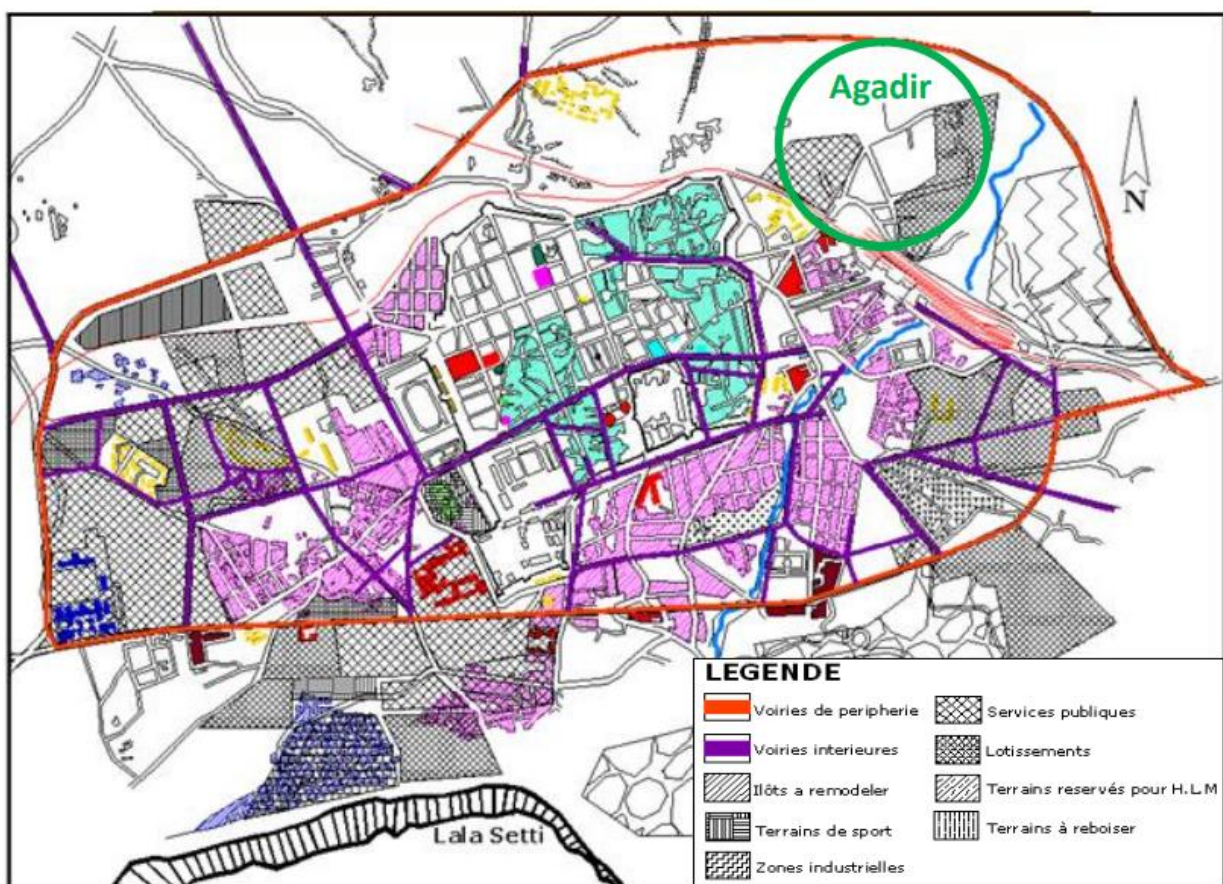 Agadir
N
Lala Setti
LEGENDE
Voiries de peripherie
Voiries interieures
Ilôts a remodeler
Terrains de sport
Zones industrielles
Services publiques
Lotissements
Terrains reservés pour H.L.M
Terrains à reboiser